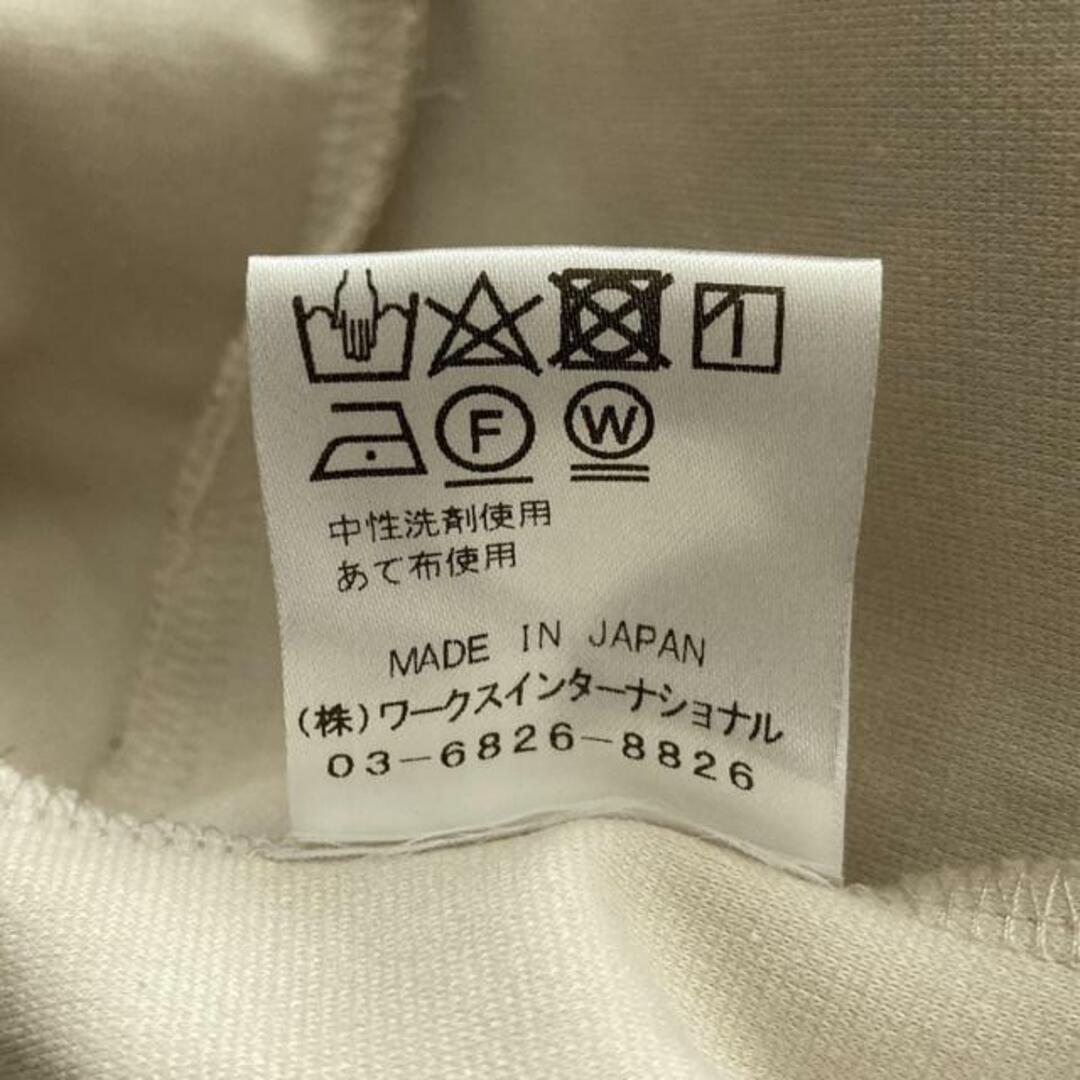 F W
中性洗剤使用
あて布使用
MADE IN JAPAN
(株)ワークスインターナショナル
03-6826-8826